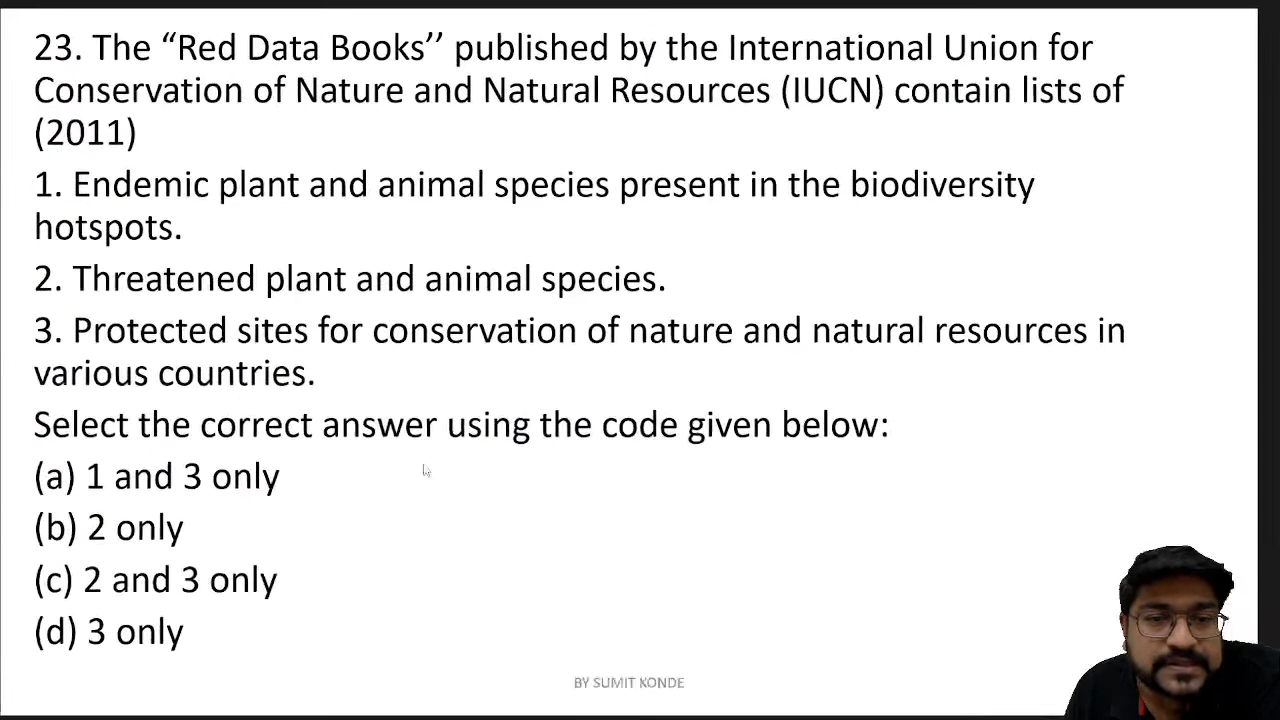 23. The “Red Data Books’’ published by the International Union for
Conservation of Nature and Natural Resources (IUCN) contain lists of
(2011)
1. Endemic plant and animal species present in the biodiversity
hotspots.
2. Threatened plant and animal species.
3. Protected sites for conservation of nature and natural resources in
various countries.
Select the correct answer using the code given below:
(a) 1 and 3 only
(b) 2 only
(c) 2 and 3 only
(d) 3 only
BY SUMIT KONDE